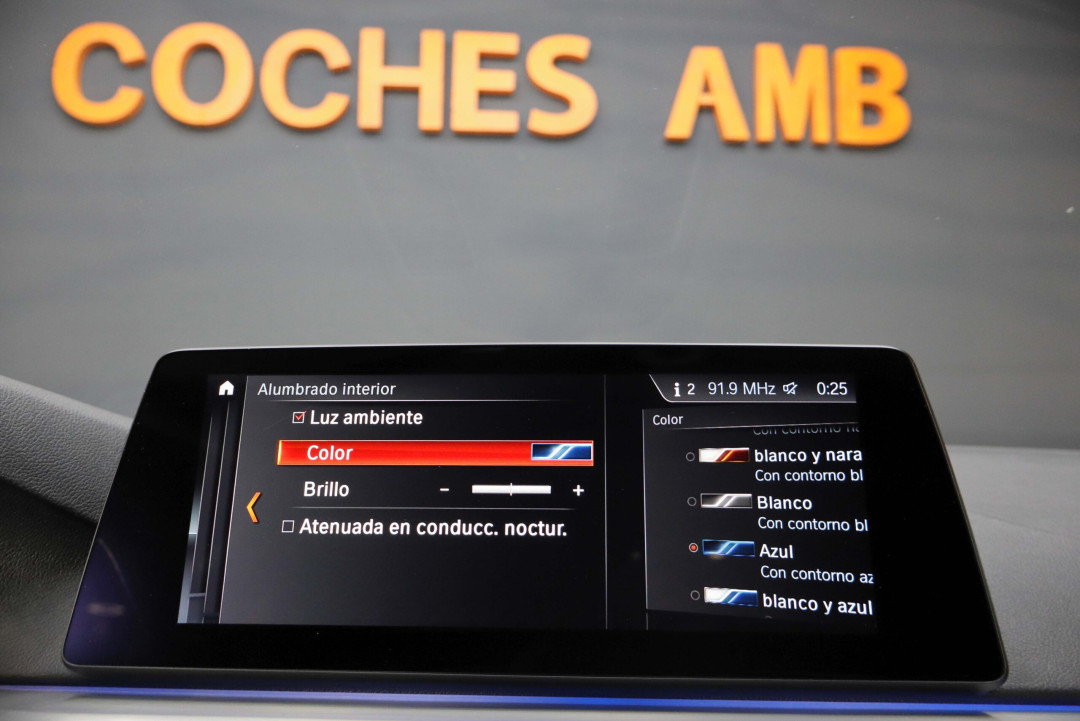 COCHES AMB
Alumbrado interior
Luz ambiente
Color
Brillo - +
Atenuada en conducc. noctur.
i 2 91.9 MHz 0:25
Color
blanco y nara
Con contorno bl
Blanco
Con contorno bl
Azul
Con contorno az
blanco y azul